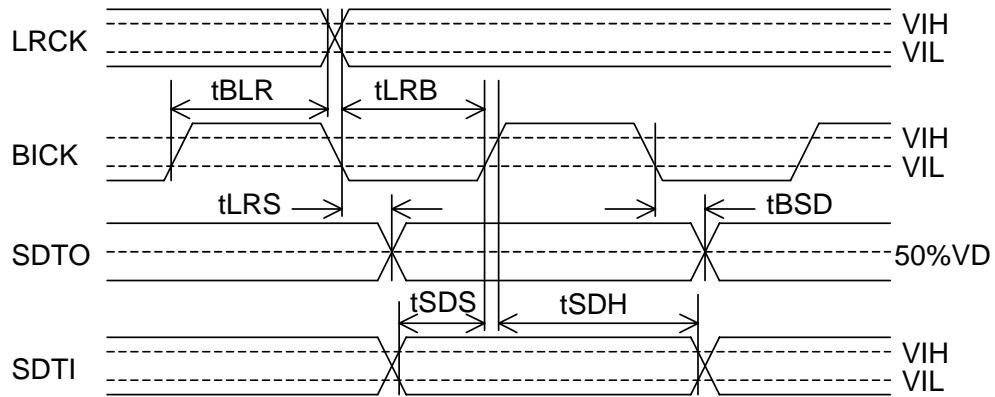 LRCK
VIH
VIL
tBLR
tLRB
BICK
VIH
VIL
tLRS
tBSD
SDTO
50%VD
tSDS
tSDH
SDTI
VIH
VIL